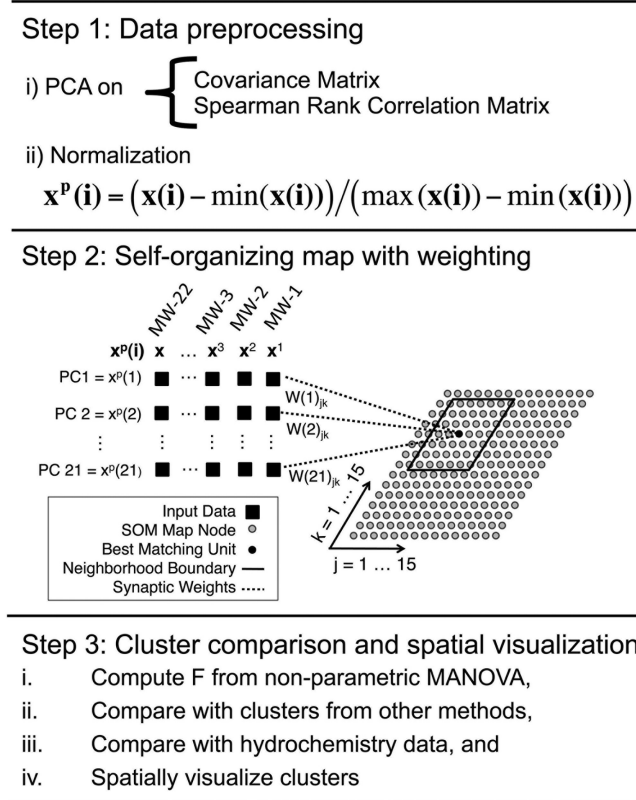 Step 1: Data preprocessing
i) PCA on
Covariance Matrix
Spearman Rank Correlation Matrix
ii) Normalization
x^p(i) = (x(i) − min(x(i)))/(max(x(i)) − min(x(i)))
Step 2: Self-organizing map with weighting
MW-22 MW-3 MW-2 MW-1
x^p(i) x ... x^3 x^2 x^1
PC1 = x^p(1) ...
W(1)_jk
PC 2 = x^p(2) ...
W(2)_jk
⋮ ⋮ ⋮ ⋮ ⋮
PC 21 = x^p(21) ...
W(21)_jk
k = 1 ... 15
j = 1 ... 15
Input Data
SOM Map Node
Best Matching Unit
Neighborhood Boundary
Synaptic Weights
Step 3: Cluster comparison and spatial visualization
i. Compute F from non-parametric MANOVA,
ii. Compare with clusters from other methods,
iii. Compare with hydrochemistry data, and
iv. Spatially visualize clusters